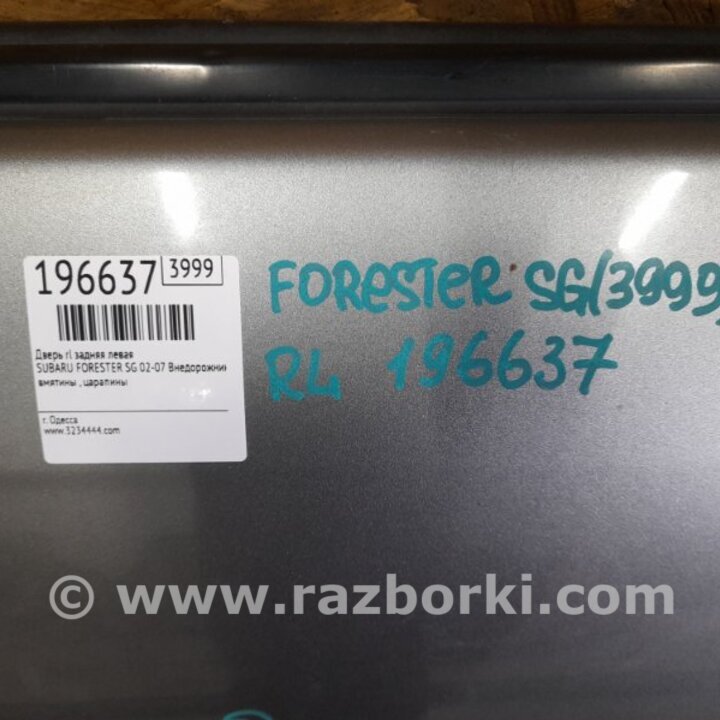 196637 3999
Дверь rl задняя левая
SUBARU FORESTER SG 02-07 Внедорожник
вмятины , царапины
г. Одесса
www.3234444.com
FORESTER SG(3999)
RL 196637
© www.razborki.com